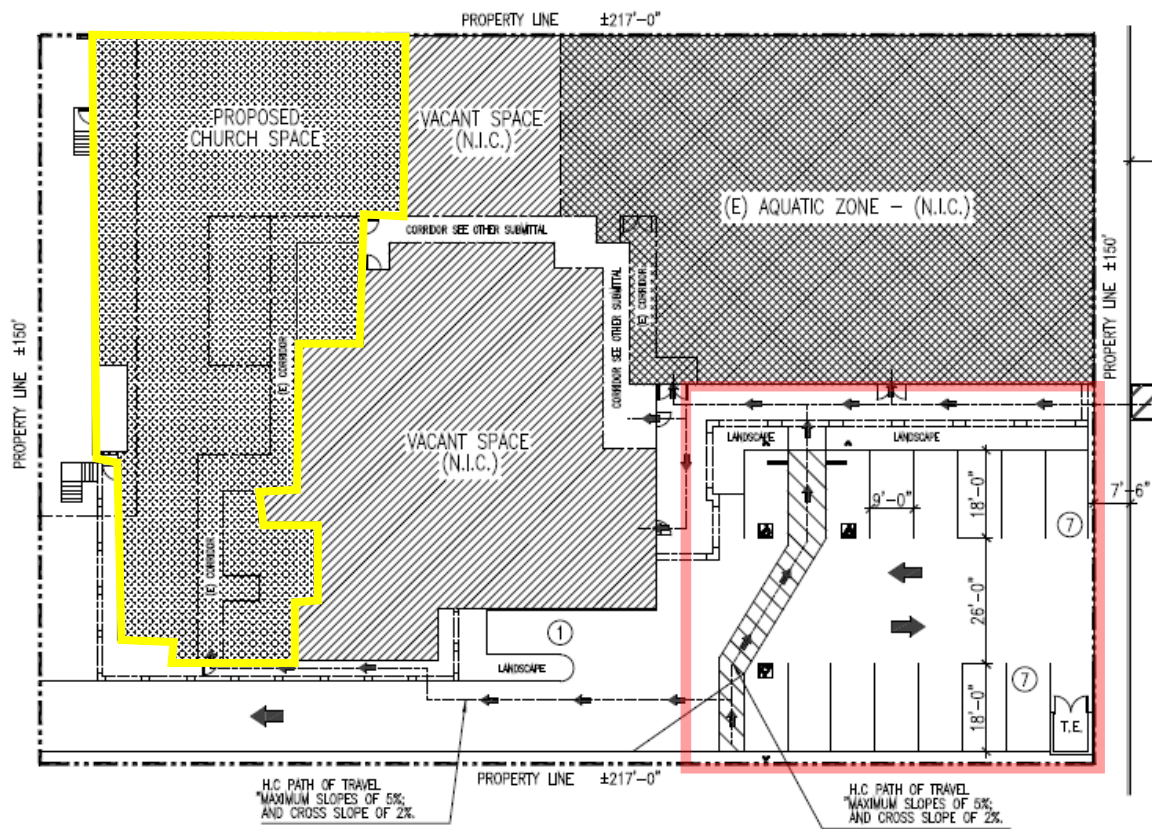 PROPERTY LINE ±217'-0"
PROPOSED
CHURCH SPACE
VACANT SPACE
(N.I.C.)
(E) AQUATIC ZONE - (N.I.C.)
CORRIDOR SEE OTHER SUBMITTAL
CORRIDOR SEE OTHER SUBMITTAL
(E) CORRIDOR
PROPERTY LINE ±150'
PROPERTY LINE ±150'
(E) CORRIDOR
VACANT SPACE
(N.I.C.)
LANDSCAPE
LANDSCAPE
7'-6"
9'-0"
18'-0"
7
(E) CORRIDOR
26'-0"
1
LANDSCAPE
7
18'-0"
T.E.
PROPERTY LINE ±217'-0"
H.C PATH OF TRAVEL
"MAXIMUM SLOPES OF 5%;
AND CROSS SLOPE OF 2%.
H.C PATH OF TRAVEL
"MAXIMUM SLOPES OF 5%;
AND CROSS SLOPE OF 2%.